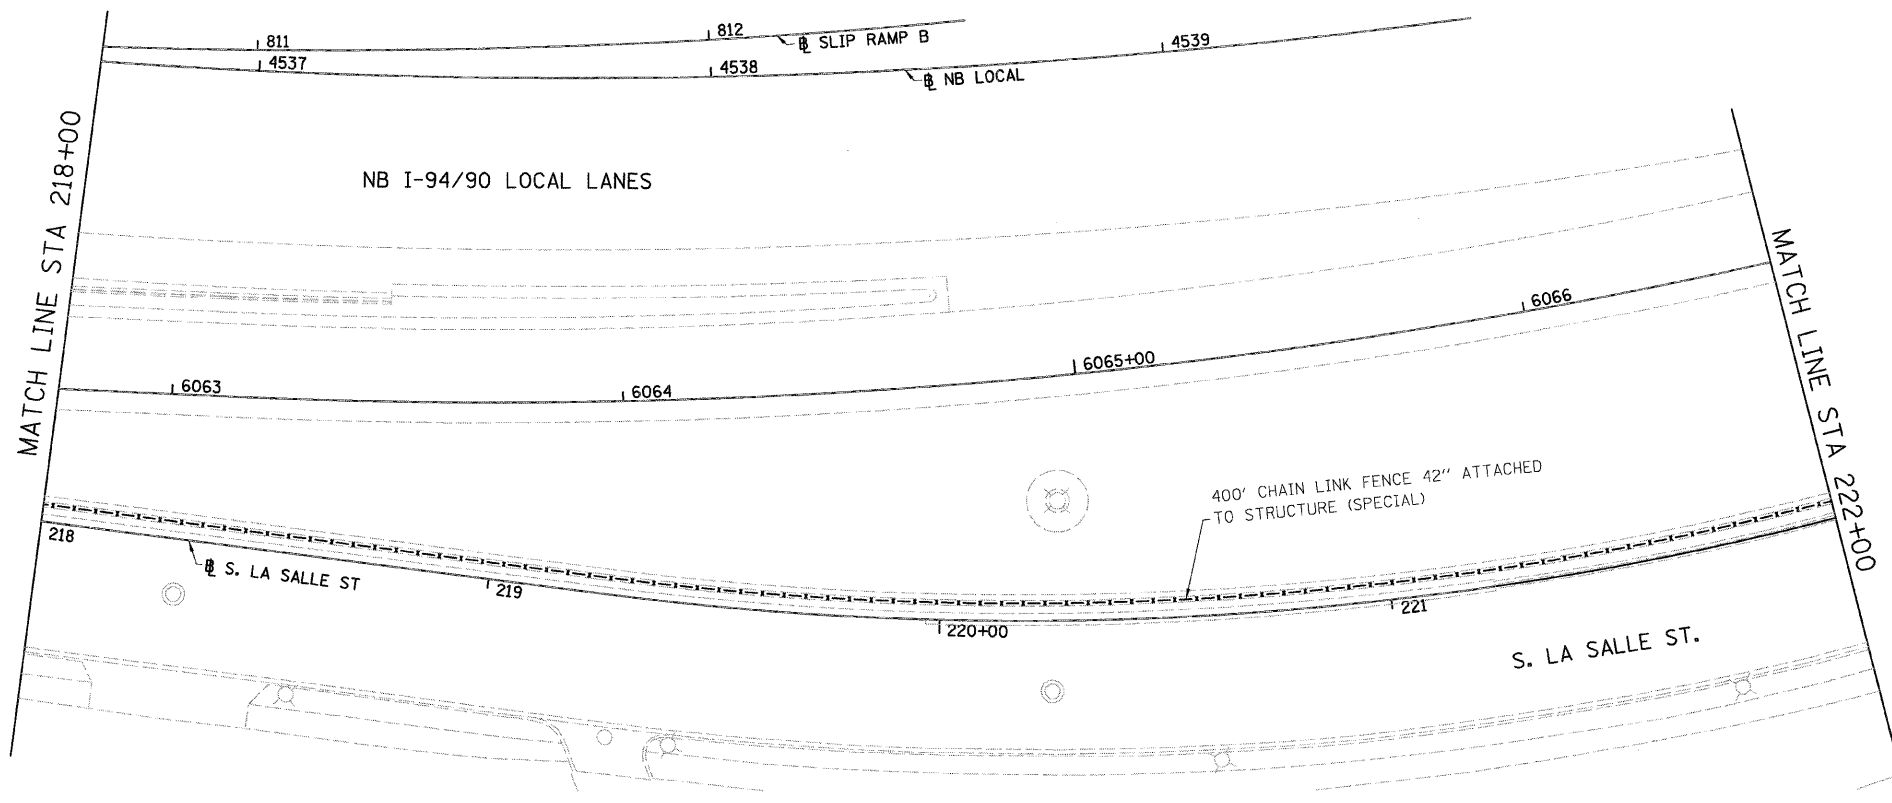 811
812
℄ SLIP RAMP B
4539
4537
4538
℄ NB LOCAL
MATCH LINE STA 218+00
NB I-94/90 LOCAL LANES
MATCH LINE STA 222+00
6066
6065+00
6063
6064
400' CHAIN LINK FENCE 42" ATTACHED
TO STRUCTURE (SPECIAL)
218
℄ S. LA SALLE ST
219
220+00
221
S. LA SALLE ST.